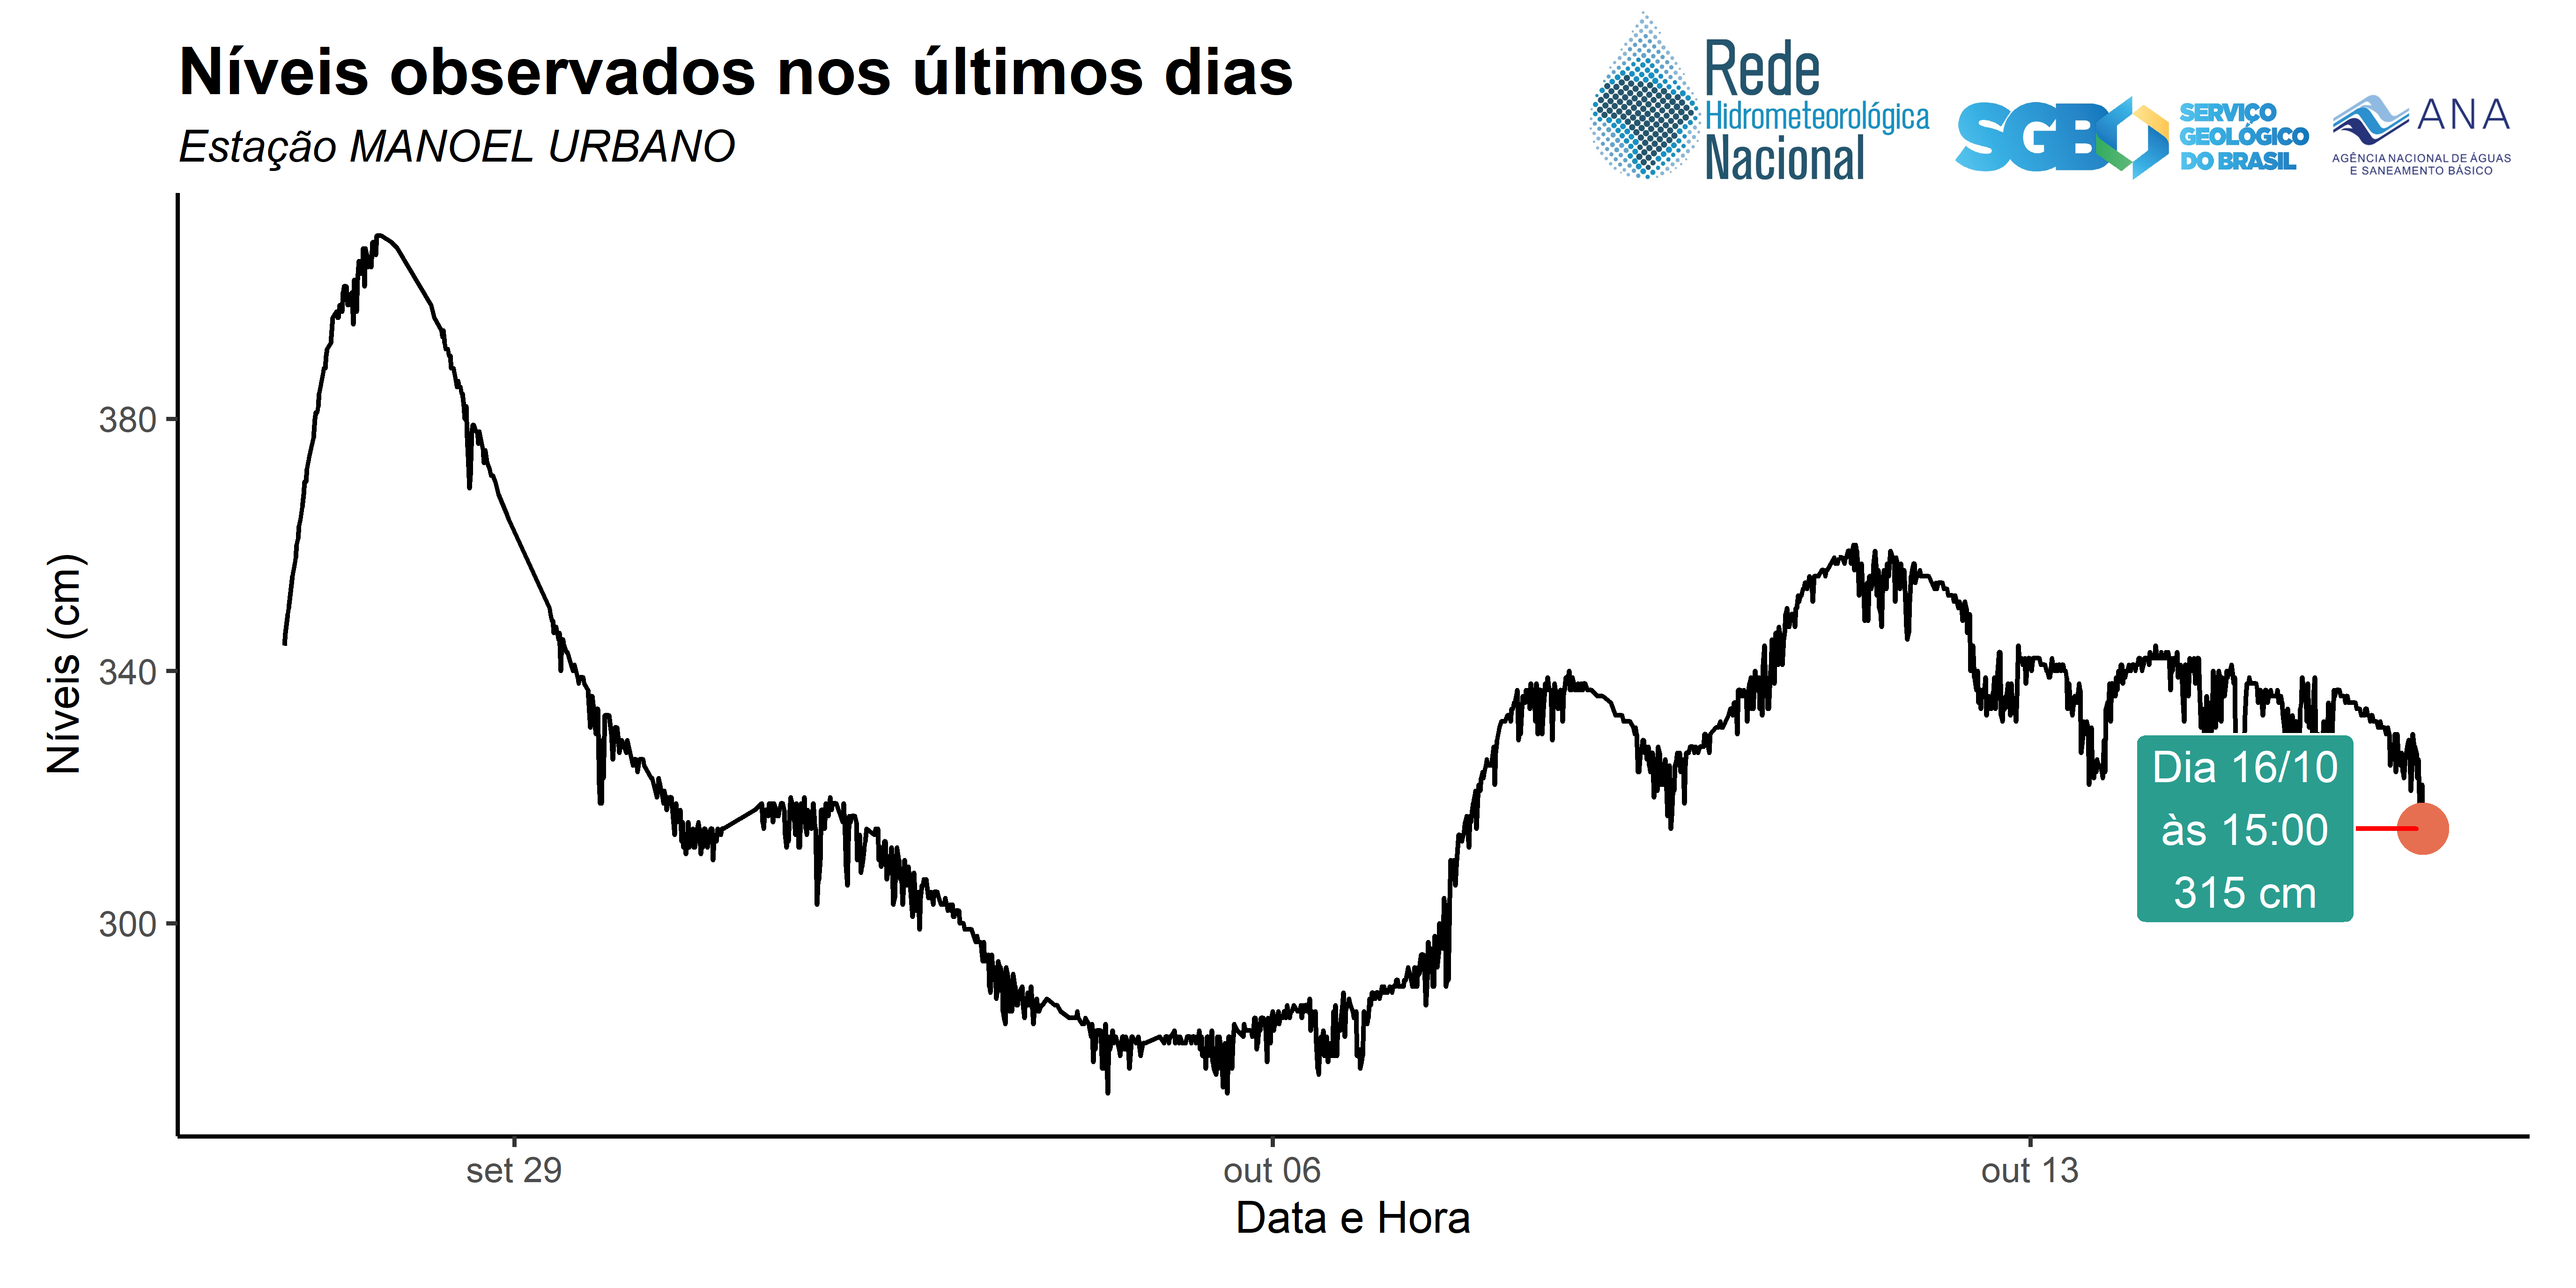 Níveis observados nos últimos dias
Estação MANOEL URBANO
Rede
Hidrometeorológica
Nacional
SGB
SERVIÇO
GEOLÓGICO
DO BRASIL
ANA
AGÊNCIA NACIONAL DE ÁGUAS
E SANEAMENTO BÁSICO
Níveis (cm)
380
340
300
Dia 16/10
às 15:00
315 cm
set 29
out 06
out 13
Data e Hora